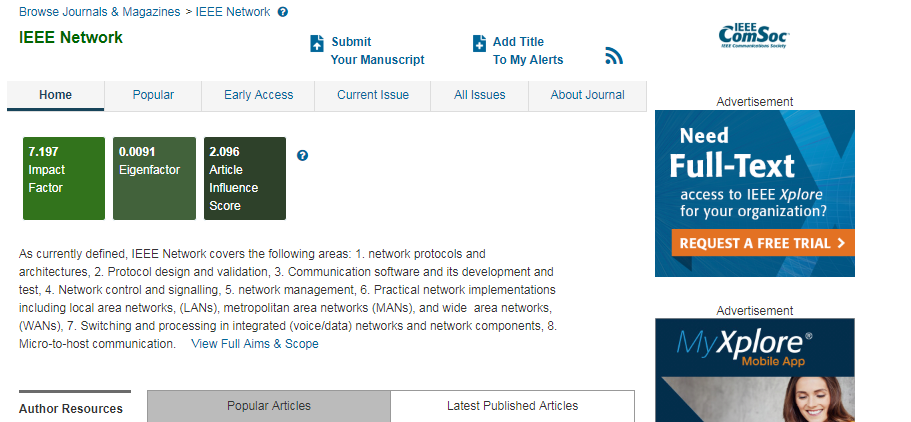 Browse Journals & Magazines > IEEE Network ?
IEEE Network
Submit
Your Manuscript
Add Title
To My Alerts
IEEE
ComSoc
IEEE Communications Society
Home
Popular
Early Access
Current Issue
All Issues
About Journal
7.197
Impact
Factor
0.0091
Eigenfactor
2.096
Article
Influence
Score
?
As currently defined, IEEE Network covers the following areas: 1. network protocols and
architectures, 2. Protocol design and validation, 3. Communication software and its development and
test, 4. Network control and signalling, 5. network management, 6. Practical network implementations
including local area networks, (LANs), metropolitan area networks (MANs), and wide area networks,
(WANs), 7. Switching and processing in integrated (voice/data) networks and network components, 8.
Micro-to-host communication. View Full Aims & Scope
Author Resources
Popular Articles
Latest Published Articles
Advertisement
Need
Full-Text
access to IEEE Xplore
for your organization?
REQUEST A FREE TRIAL >
Advertisement
MyXplore®
Mobile App